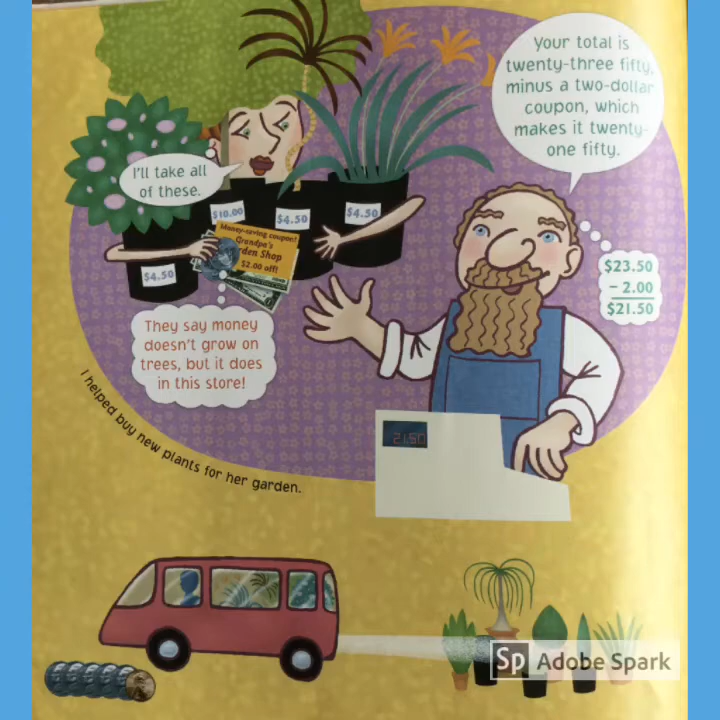 Your total is
twenty-three fifty,
minus a two-dollar
coupon, which
makes it twenty-
one fifty.
I'll take all
of these.
$10.00
$4.50
$4.50
$4.50
Money-saving coupon!
Grandpa's
rden Shop
$2.00 off!
$23.50
- 2.00
$21.50
They say money
doesn't grow on
trees, but it does
in this store!
21.50
I helped buy new plants for her garden.
Sp Adobe Spark